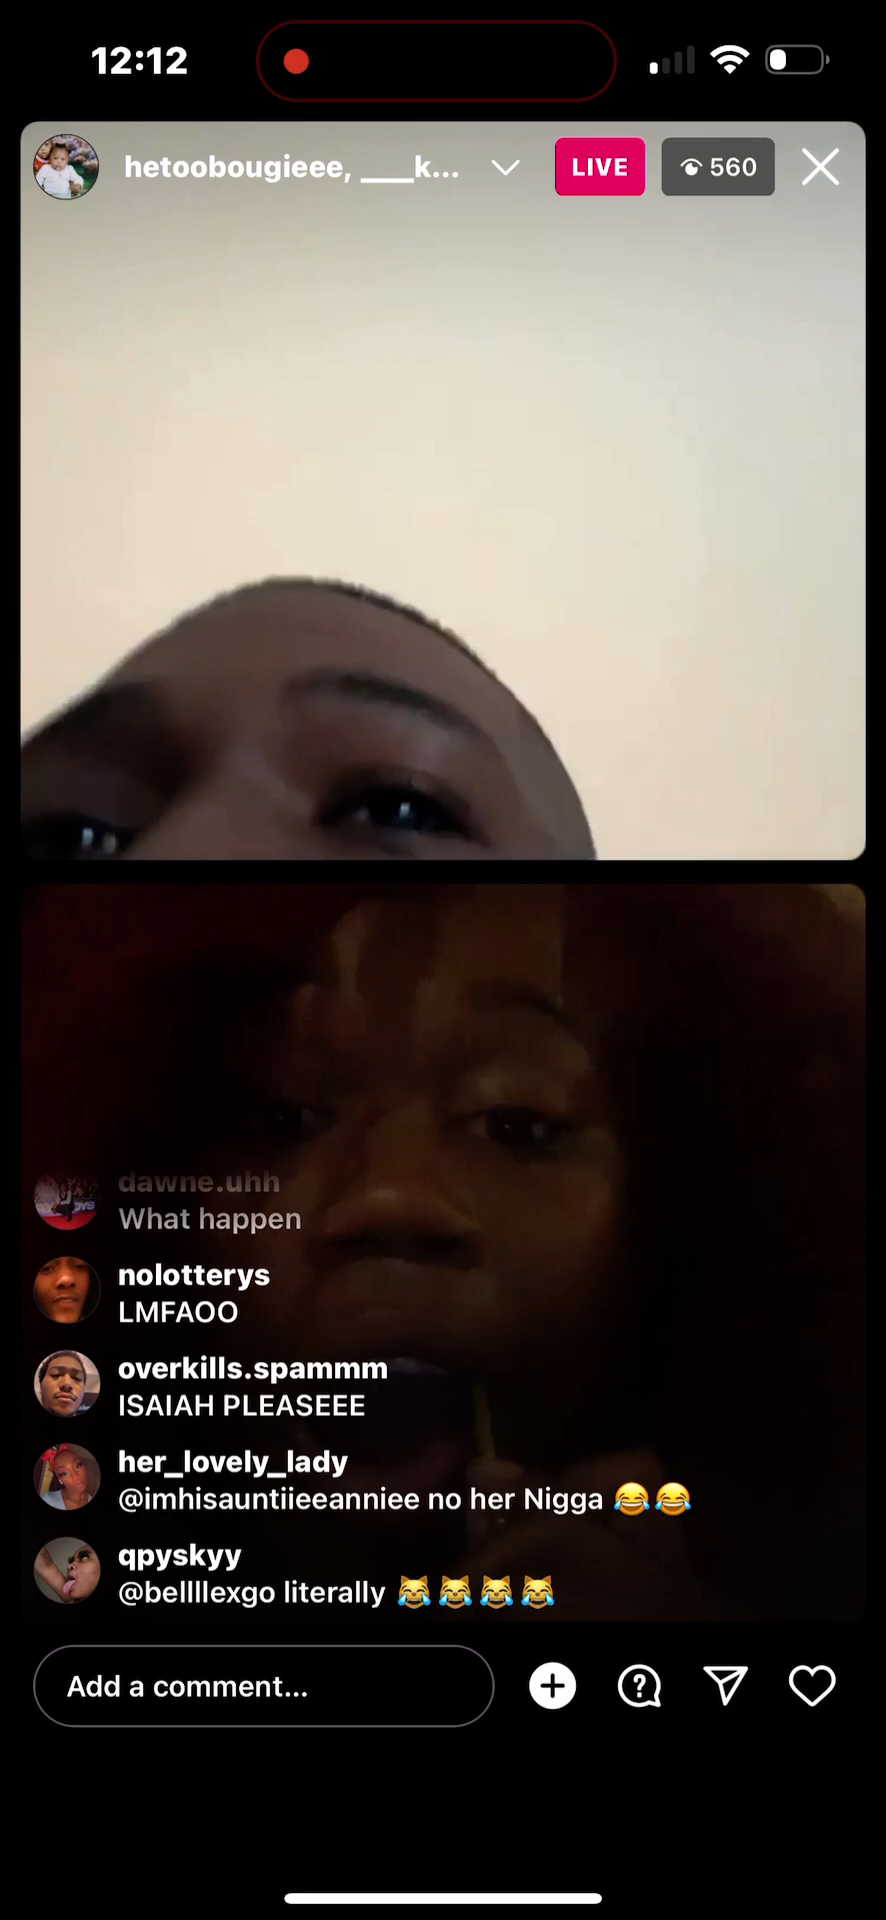 12:12
hetoobougieee, ___k...
LIVE
560
dawne.uhh
What happen
nolotterys
LMFAOO
overkills.spammm
ISAIAH PLEASEEE
her_lovely_lady
@imhisauntiieeanniee no her Nigga 😂😂
qpyskyy
@bellllexgo literally 😹😹😹😹
Add a comment...